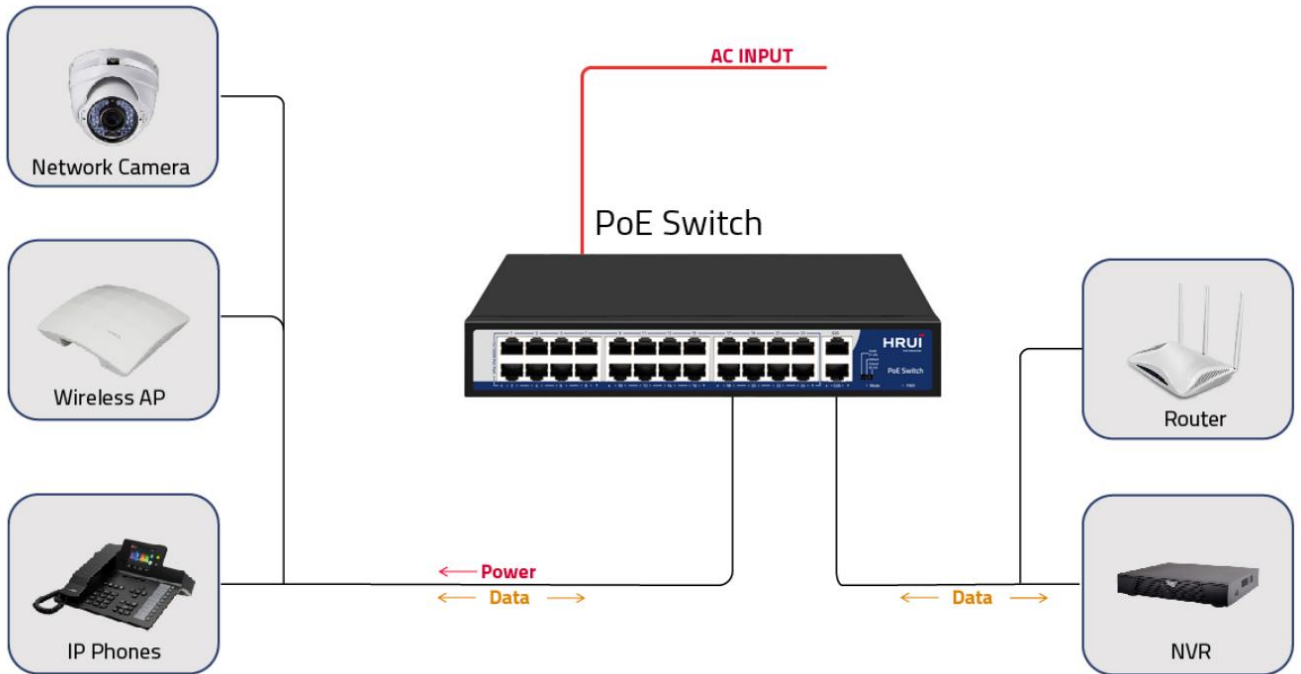 AC INPUT
Network Camera
PoE Switch
Wireless AP
HRUI
PoE Switch
Router
Power
Data
Data
IP Phones
NVR